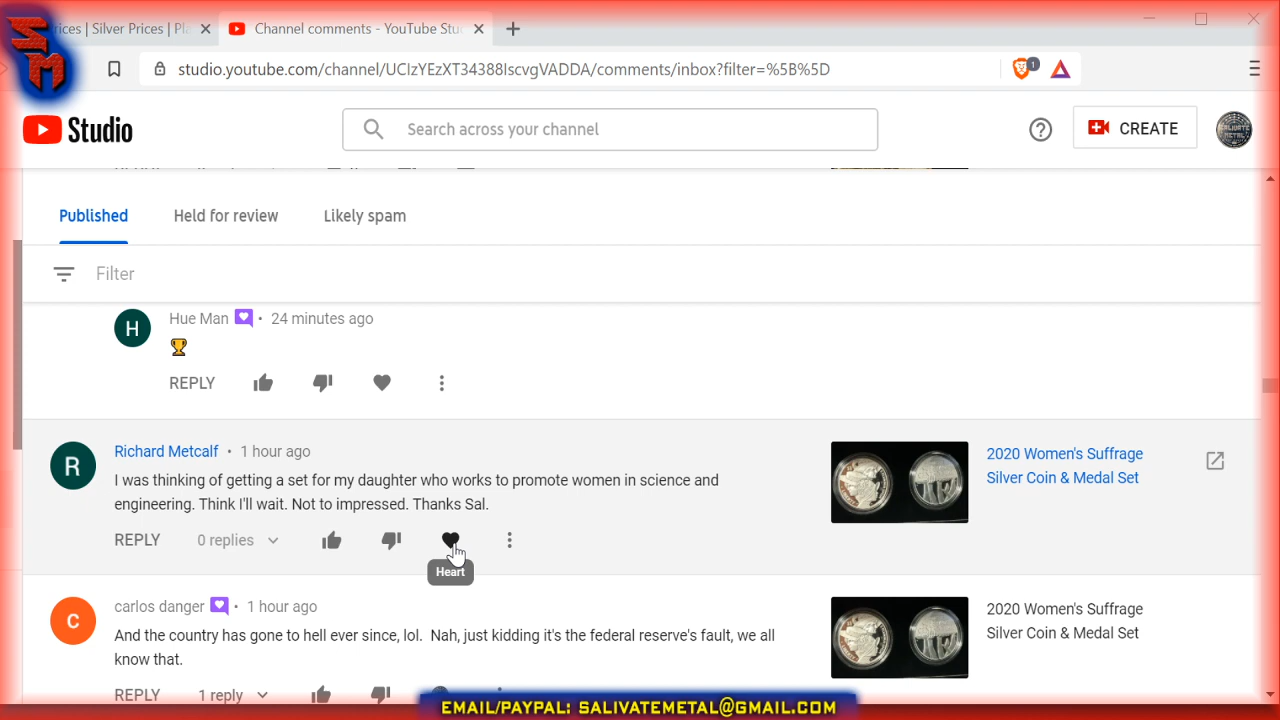 SM
rices | Silver Prices | Pla
Channel comments - YouTube Stu
studio.youtube.com/channel/UCIzYEzXT34388IscvgVADDA/comments/inbox?filter=%5B%5D
1
Studio
Search across your channel
CREATE
Published
Held for review
Likely spam
Filter
H
Hue Man • 24 minutes ago
REPLY
R
Richard Metcalf • 1 hour ago
I was thinking of getting a set for my daughter who works to promote women in science and
engineering. Think I'll wait. Not to impressed. Thanks Sal.
2020 Women's Suffrage
Silver Coin & Medal Set
REPLY
0 replies
Heart
C
carlos danger • 1 hour ago
And the country has gone to hell ever since, lol.  Nah, just kidding it's the federal reserve's fault, we all
know that.
2020 Women's Suffrage
Silver Coin & Medal Set
REPLY
1 reply
EMAIL/PAYPAL: SALIVATEMETAL@GMAIL.COM